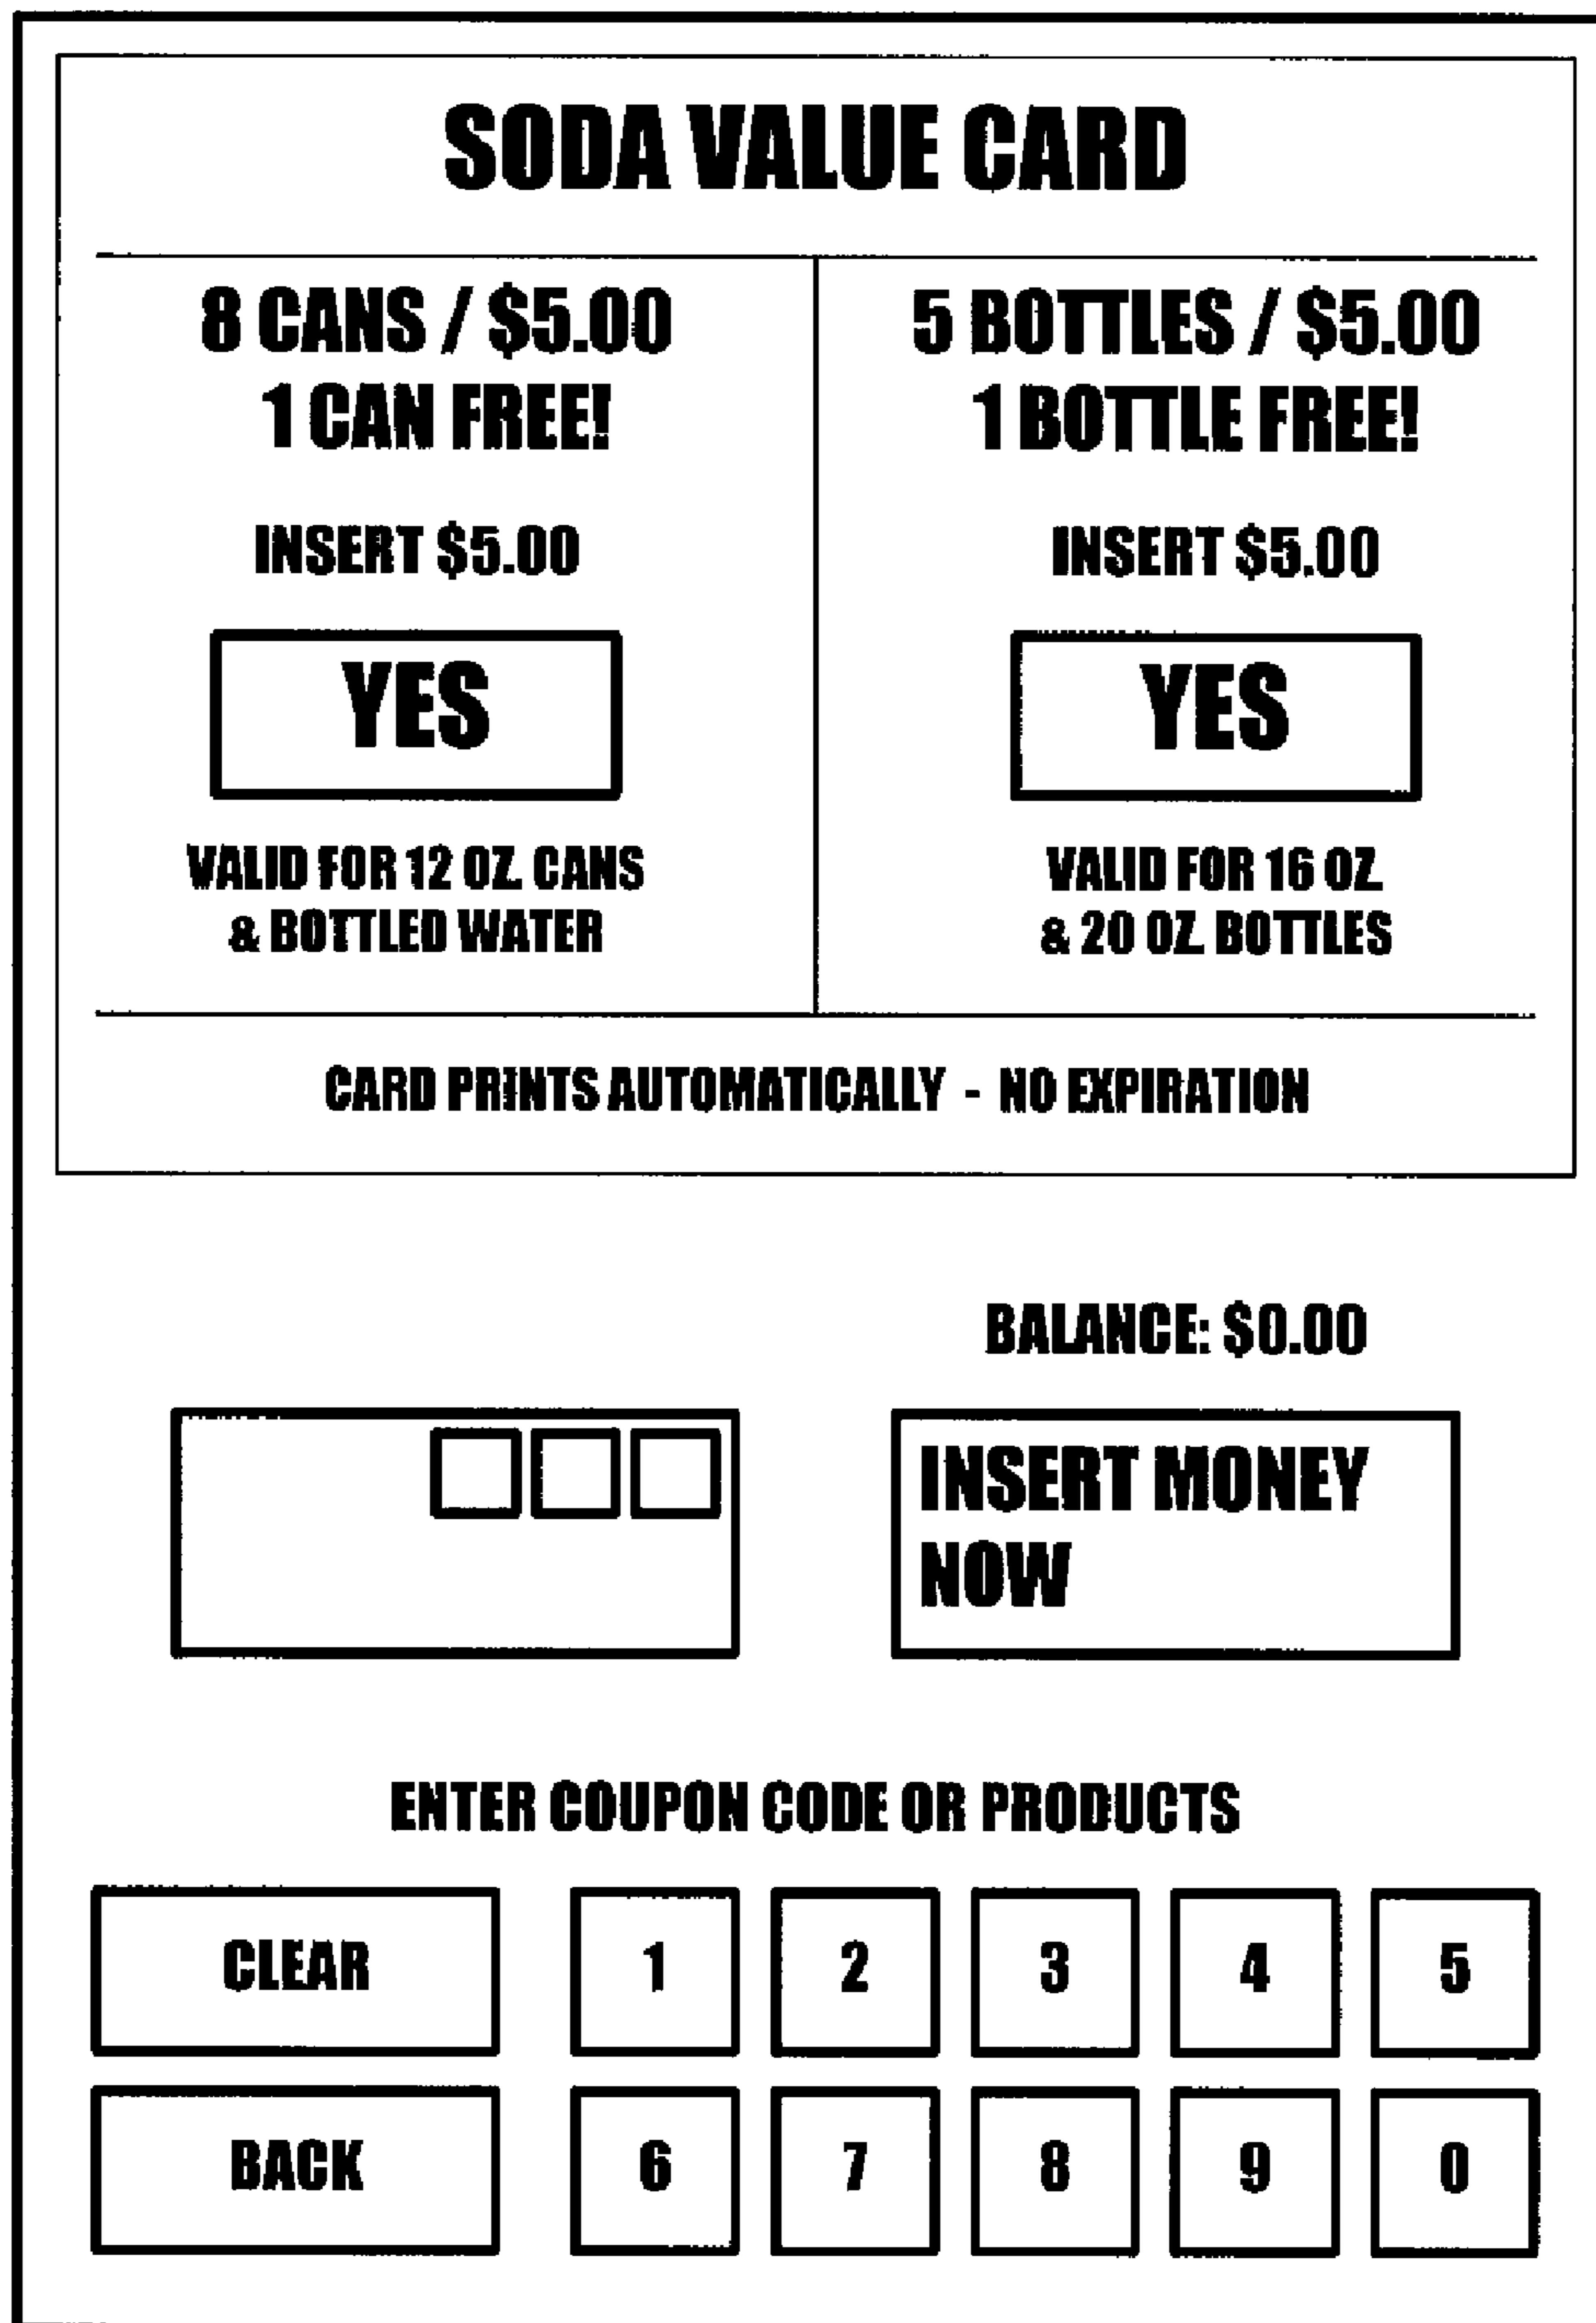 SODA VALUE CARD
8 CANS / $5.00
1 CAN FREE!
INSERT $5.00
YES
VALID FOR 12 OZ. CANS
& BOTTLED WATER
5 BOTTLES / $5.00
1 BOTTLE FREE!
INSERT $5.00
YES
VALID FOR 16 OZ.
& 20 OZ. BOTTLES
CARD PRINTS AUTOMATICALLY - NO EXPIRATION
BALANCE: $0.00
INSERT MONEY
NOW
ENTER COUPON CODE OR PRODUCTS
CLEAR 1 2 3 4 5
BACK 6 7 8 9 0